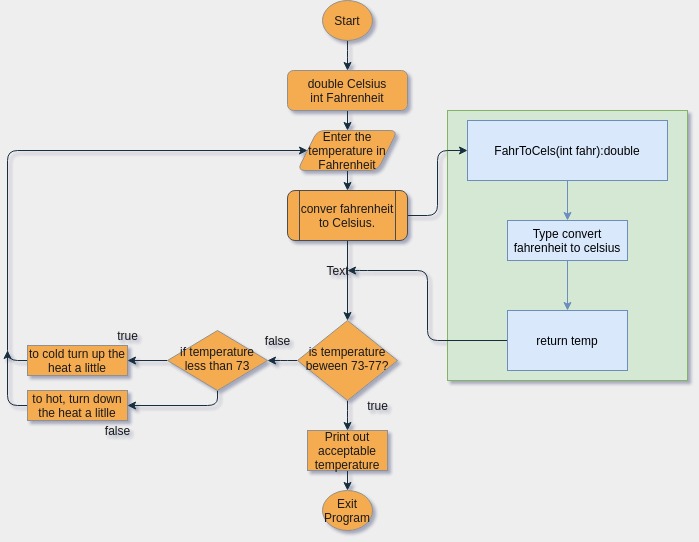 Start
double Celsius
int Fahrenheit
Enter the
temperature in
Fahrenheit
conver fahrenheit
to Celsius.
FahrToCels(int fahr):double
Type convert
fahrenheit to celsius
return temp
Text
is temperature
beween 73-77?
false
if temperature
less than 73
true
to cold turn up the
heat a little
to hot, turn down
the heat a litlle
false
true
Print out
acceptable
temperature
Exit
Program